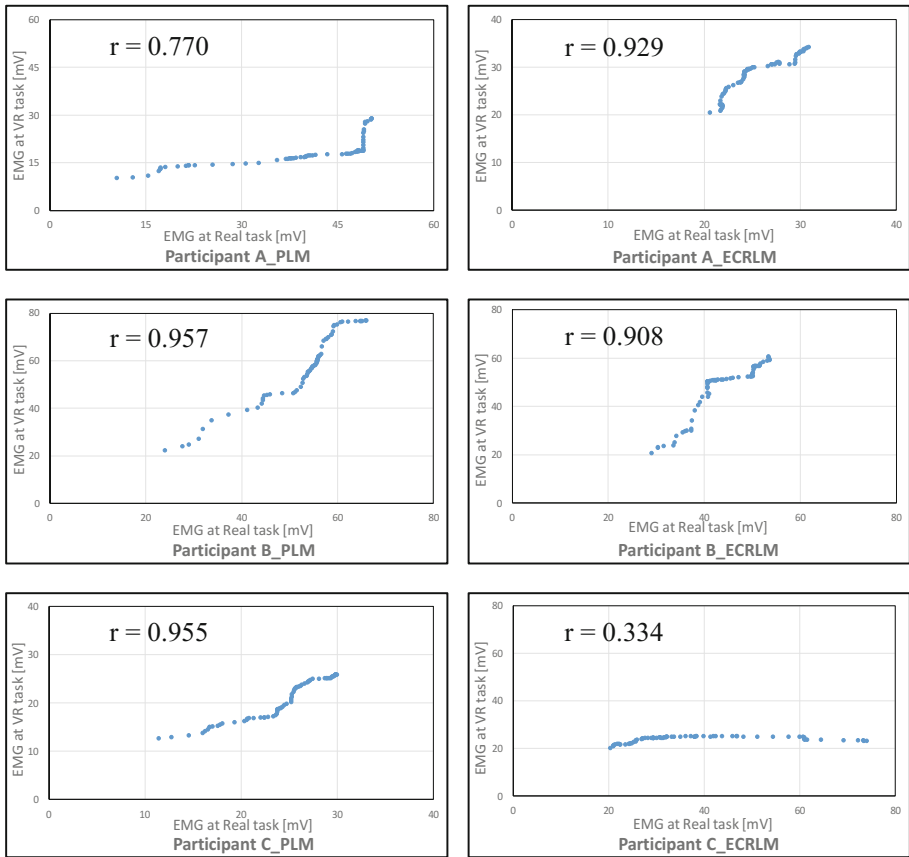 r = 0.770
EMG at VR task [mV]
60
45
30
15
0
0 15 30 45 60
EMG at Real task [mV]
Participant A_PLM
r = 0.929
EMG at VR task [mV]
40
30
20
10
0
0 10 20 30 40
EMG at Real task [mV]
Participant A_ECRLM
r = 0.957
EMG at VR task [mV]
80
60
40
20
0
0 20 40 60 80
EMG at Real task [mV]
Participant B_PLM
r = 0.908
EMG at VR task [mV]
80
60
40
20
0
0 20 40 60 80
EMG at Real task [mV]
Participant B_ECRLM
r = 0.955
EMG at VR task [mV]
40
30
20
10
0
0 10 20 30 40
EMG at Real task [mV]
Participant C_PLM
r = 0.334
EMG at VR task [mV]
80
60
40
20
0
0 20 40 60 80
EMG at Real task [mV]
Participant C_ECRLM